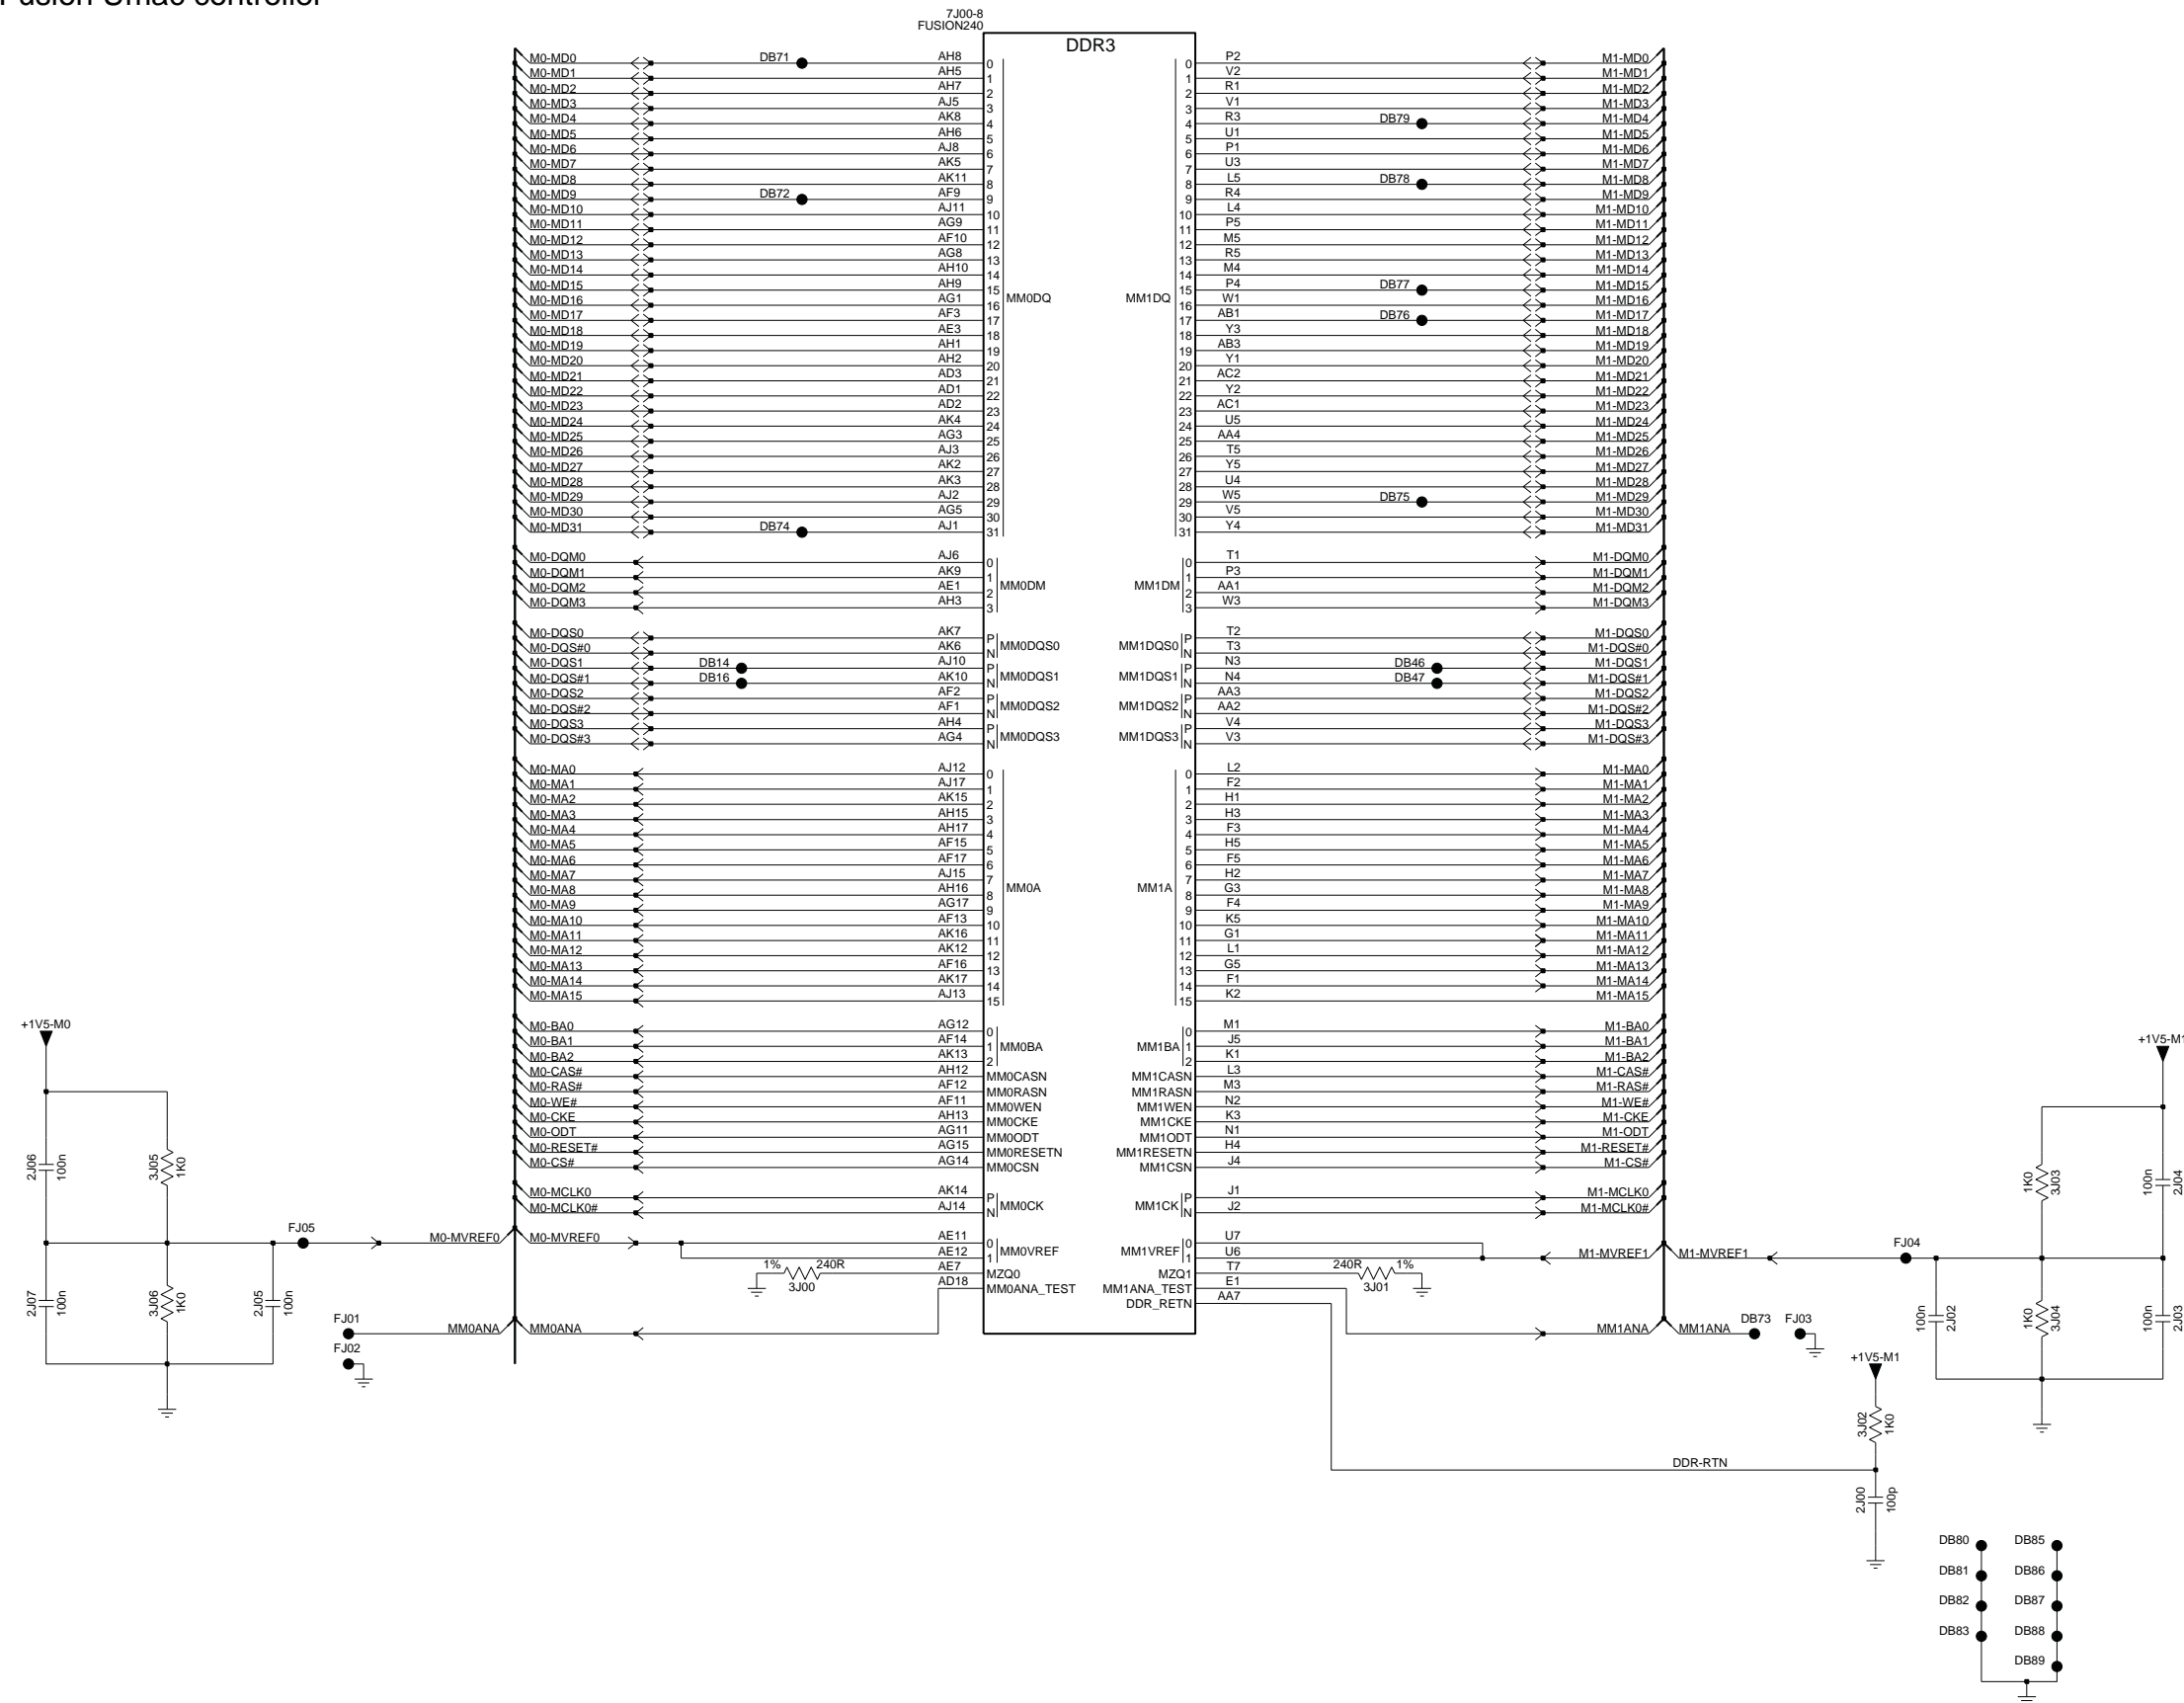 Fusion Umac controller
7J00-8
FUSION240
DDR3
M0-MD0 DB71 AH8 0 0 P2 M1-MD0
M0-MD1 AH5 1 1 V2 M1-MD1
M0-MD2 AH7 2 2 R1 M1-MD2
M0-MD3 AJ5 3 3 V1 M1-MD3
M0-MD4 AK8 4 4 R3 DB79 M1-MD4
M0-MD5 AH6 5 5 U1 M1-MD5
M0-MD6 AJ8 6 6 P1 M1-MD6
M0-MD7 AK5 7 7 U3 M1-MD7
M0-MD8 AK11 8 8 L5 DB78 M1-MD8
M0-MD9 DB72 AF9 9 9 R4 M1-MD9
M0-MD10 AJ11 10 10 L4 M1-MD10
M0-MD11 AG9 11 11 P5 M1-MD11
M0-MD12 AF10 12 12 M5 M1-MD12
M0-MD13 AG8 13 13 R5 M1-MD13
M0-MD14 AH10 14 14 M4 M1-MD14
M0-MD15 AH9 15 15 P4 DB77 M1-MD15
M0-MD16 AG1 16 MM0DQ MM1DQ 16 W1 M1-MD16
M0-MD17 AF3 17 17 AB1 DB76 M1-MD17
M0-MD18 AE3 18 18 Y3 M1-MD18
M0-MD19 AH1 19 19 AB3 M1-MD19
M0-MD20 AH2 20 20 Y1 M1-MD20
M0-MD21 AD3 21 21 AC2 M1-MD21
M0-MD22 AD1 22 22 Y2 M1-MD22
M0-MD23 AD2 23 23 AC1 M1-MD23
M0-MD24 AK4 24 24 U5 M1-MD24
M0-MD25 AG3 25 25 AA4 M1-MD25
M0-MD26 AJ3 26 26 T5 M1-MD26
M0-MD27 AK2 27 27 Y5 M1-MD27
M0-MD28 AK3 28 28 U4 M1-MD28
M0-MD29 AJ2 29 29 W5 DB75 M1-MD29
M0-MD30 AG5 30 30 V5 M1-MD30
M0-MD31 DB74 AJ1 31 31 Y4 M1-MD31
M0-DQM0 AJ6 0 0 T1 M1-DQM0
M0-DQM1 AK9 1 1 P3 M1-DQM1
M0-DQM2 AE1 2 MM0DM MM1DM 2 AA1 M1-DQM2
M0-DQM3 AH3 3 3 W3 M1-DQM3
M0-DQS0 AK7 P MM0DQS0 MM1DQS0 P T2 M1-DQS0
M0-DQS#0 AK6 N N T3 M1-DQS#0
M0-DQS1 DB14 AJ10 P MM0DQS1 MM1DQS1 P N3 DB46 M1-DQS1
M0-DQS#1 DB16 AK10 N N N4 DB47 M1-DQS#1
M0-DQS2 AF2 P MM0DQS2 MM1DQS2 P AA3 M1-DQS2
M0-DQS#2 AF1 N N AA2 M1-DQS#2
M0-DQS3 AH4 P MM0DQS3 MM1DQS3 P V4 M1-DQS3
M0-DQS#3 AG4 N N V3 M1-DQS#3
M0-MA0 AJ12 0 0 L2 M1-MA0
M0-MA1 AJ17 1 1 F2 M1-MA1
M0-MA2 AK15 2 2 H1 M1-MA2
M0-MA3 AH15 3 3 H3 M1-MA3
M0-MA4 AH17 4 4 F3 M1-MA4
M0-MA5 AF15 5 5 H5 M1-MA5
M0-MA6 AF17 6 6 F5 M1-MA6
M0-MA7 AJ15 7 7 H2 M1-MA7
M0-MA8 AH16 8 MM0A MM1A 8 G3 M1-MA8
M0-MA9 AG17 9 9 F4 M1-MA9
M0-MA10 AF13 10 10 K5 M1-MA10
M0-MA11 AK16 11 11 G1 M1-MA11
M0-MA12 AK12 12 12 L1 M1-MA12
M0-MA13 AF16 13 13 G5 M1-MA13
M0-MA14 AK17 14 14 F1 M1-MA14
M0-MA15 AJ13 15 15 K2 M1-MA15
+1V5-M0 M0-BA0 AG12 0 0 M1 M1-BA0
M0-BA1 AF14 1 MM0BA MM1BA 1 J5 M1-BA1 +1V5-M1
M0-BA2 AK13 2 2 K1 M1-BA2
M0-CAS# AH12 MM0CASN MM1CASN L3 M1-CAS#
M0-RAS# AF12 MM0RASN MM1RASN M3 M1-RAS#
M0-WE# AF11 MM0WEN MM1WEN N2 M1-WE#
M0-CKE AH13 MM0CKE MM1CKE K3 M1-CKE
M0-ODT AG11 MM0ODT MM1ODT N1 M1-ODT
M0-RESET# AG15 MM0RESETN MM1RESETN H4 M1-RESET#
2J06 100n 3J05 1K0 M0-CS# AG14 MM0CSN MM1CSN J4 M1-CS# 1K0 3J03 100n 2J04
M0-MCLK0 AK14 P MM0CK MM1CK P J1 M1-MCLK0
M0-MCLK0# AJ14 N N J2 M1-MCLK0#
FJ05 M0-MVREF0 M0-MVREF0 AE11 0 MM0VREF MM1VREF 0 U7
AE12 1 1 U6 M1-MVREF1 M1-MVREF1 FJ04
1% 240R 3J00 AE7 MZQ0 MZQ1 T7 240R 1% 3J01
AD18 MM0ANA_TEST MM1ANA_TEST E1
DDR_RETN AA7
2J07 100n 3J06 1K0 2J05 100n 100n 2J02 1K0 3J04 100n 2J03
FJ01 MM0ANA MM0ANA MM1ANA MM1ANA DB73 FJ03
FJ02
+1V5-M1
3J02 1K0
DDR-RTN
2J00 100p
DB80 DB85
DB81 DB86
DB82 DB87
DB83 DB88
DB89